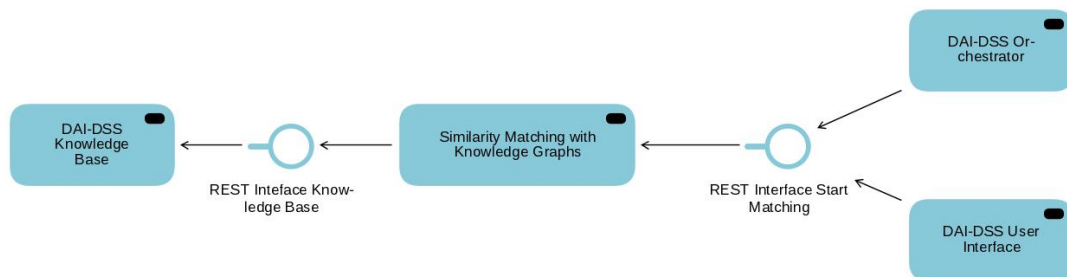 DAI-DSS
Knowledge
Base
REST Inteface Know-
ledge Base
Similarity Matching with
Knowledge Graphs
REST Interface Start
Matching
DAI-DSS Or-
chestrator
DAI-DSS User
Interface